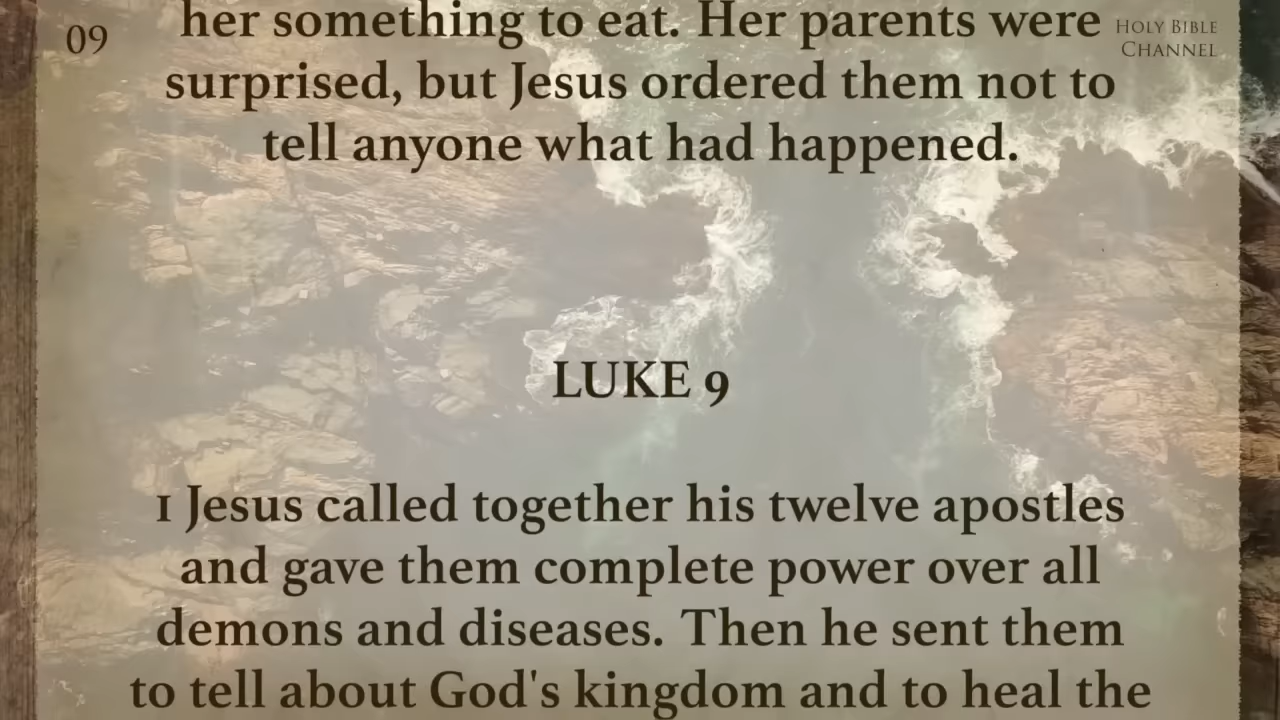 09
HOLY BIBLE
CHANNEL
her something to eat. Her parents were
surprised, but Jesus ordered them not to
tell anyone what had happened.
LUKE 9
1 Jesus called together his twelve apostles
and gave them complete power over all
demons and diseases. Then he sent them
to tell about God's kingdom and to heal the